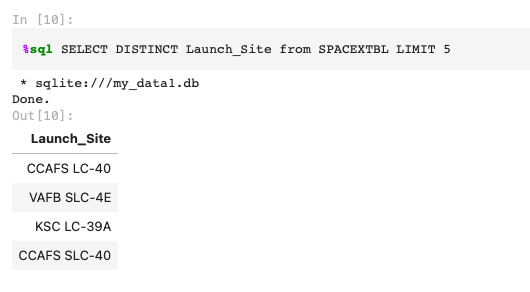 In [10]:
%sql SELECT DISTINCT Launch_Site from SPACEXTBL LIMIT 5
* sqlite:///my_data1.db
Done.
Out[10]:
Launch_Site
CCAFS LC-40
VAFB SLC-4E
KSC LC-39A
CCAFS SLC-40